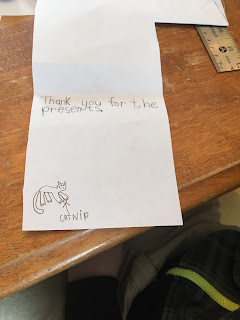 Thank you for the
presents.
catnip